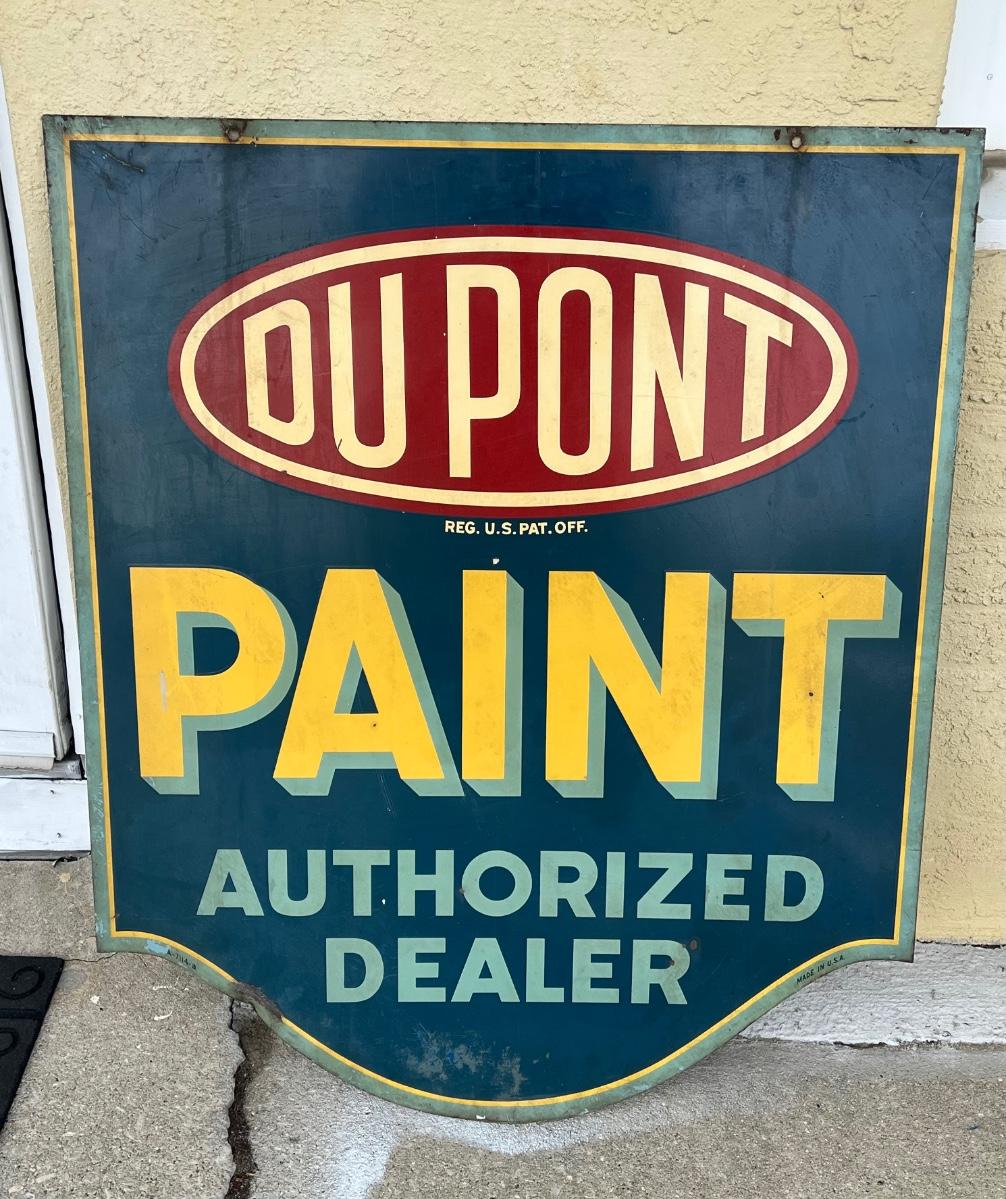 DU PONT
REG. U.S. PAT. OFF.
PAINT
AUTHORIZED
DEALER
MADE IN U.S.A.